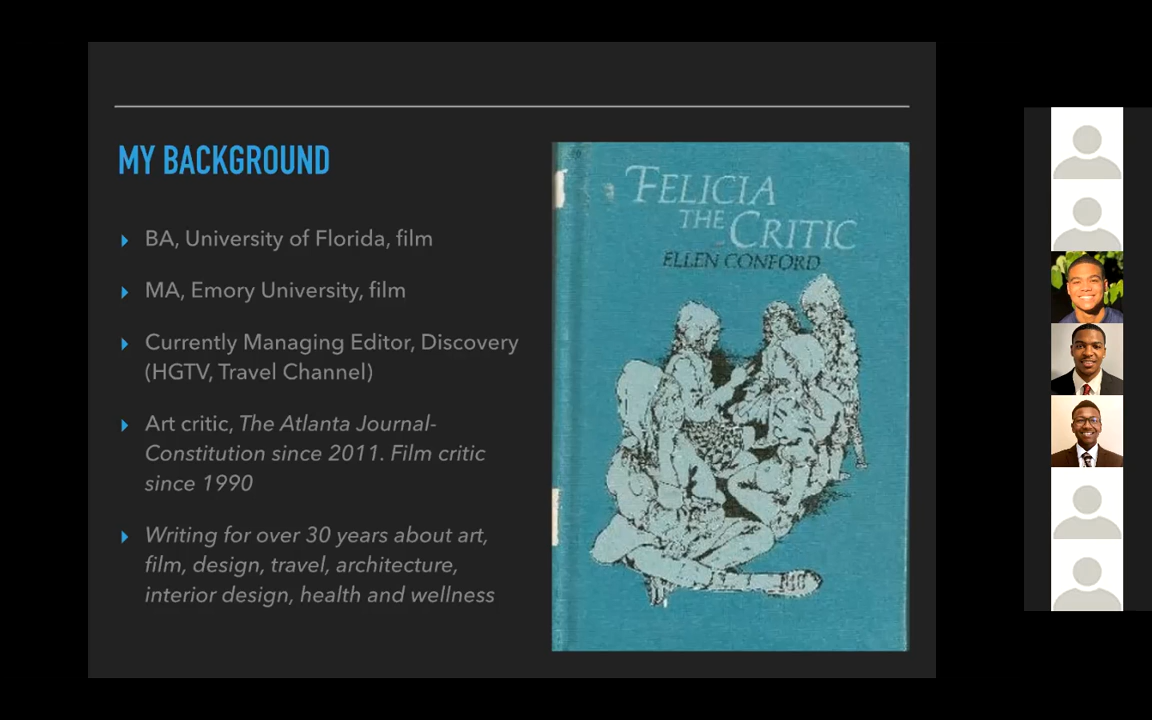 MY BACKGROUND
BA, University of Florida, film
MA, Emory University, film
Currently Managing Editor, Discovery
(HGTV, Travel Channel)
Art critic, The Atlanta Journal-
Constitution since 2011. Film critic
since 1990
Writing for over 30 years about art,
film, design, travel, architecture,
interior design, health and wellness
FELICIA
THE CRITIC
ELLEN CONFORD